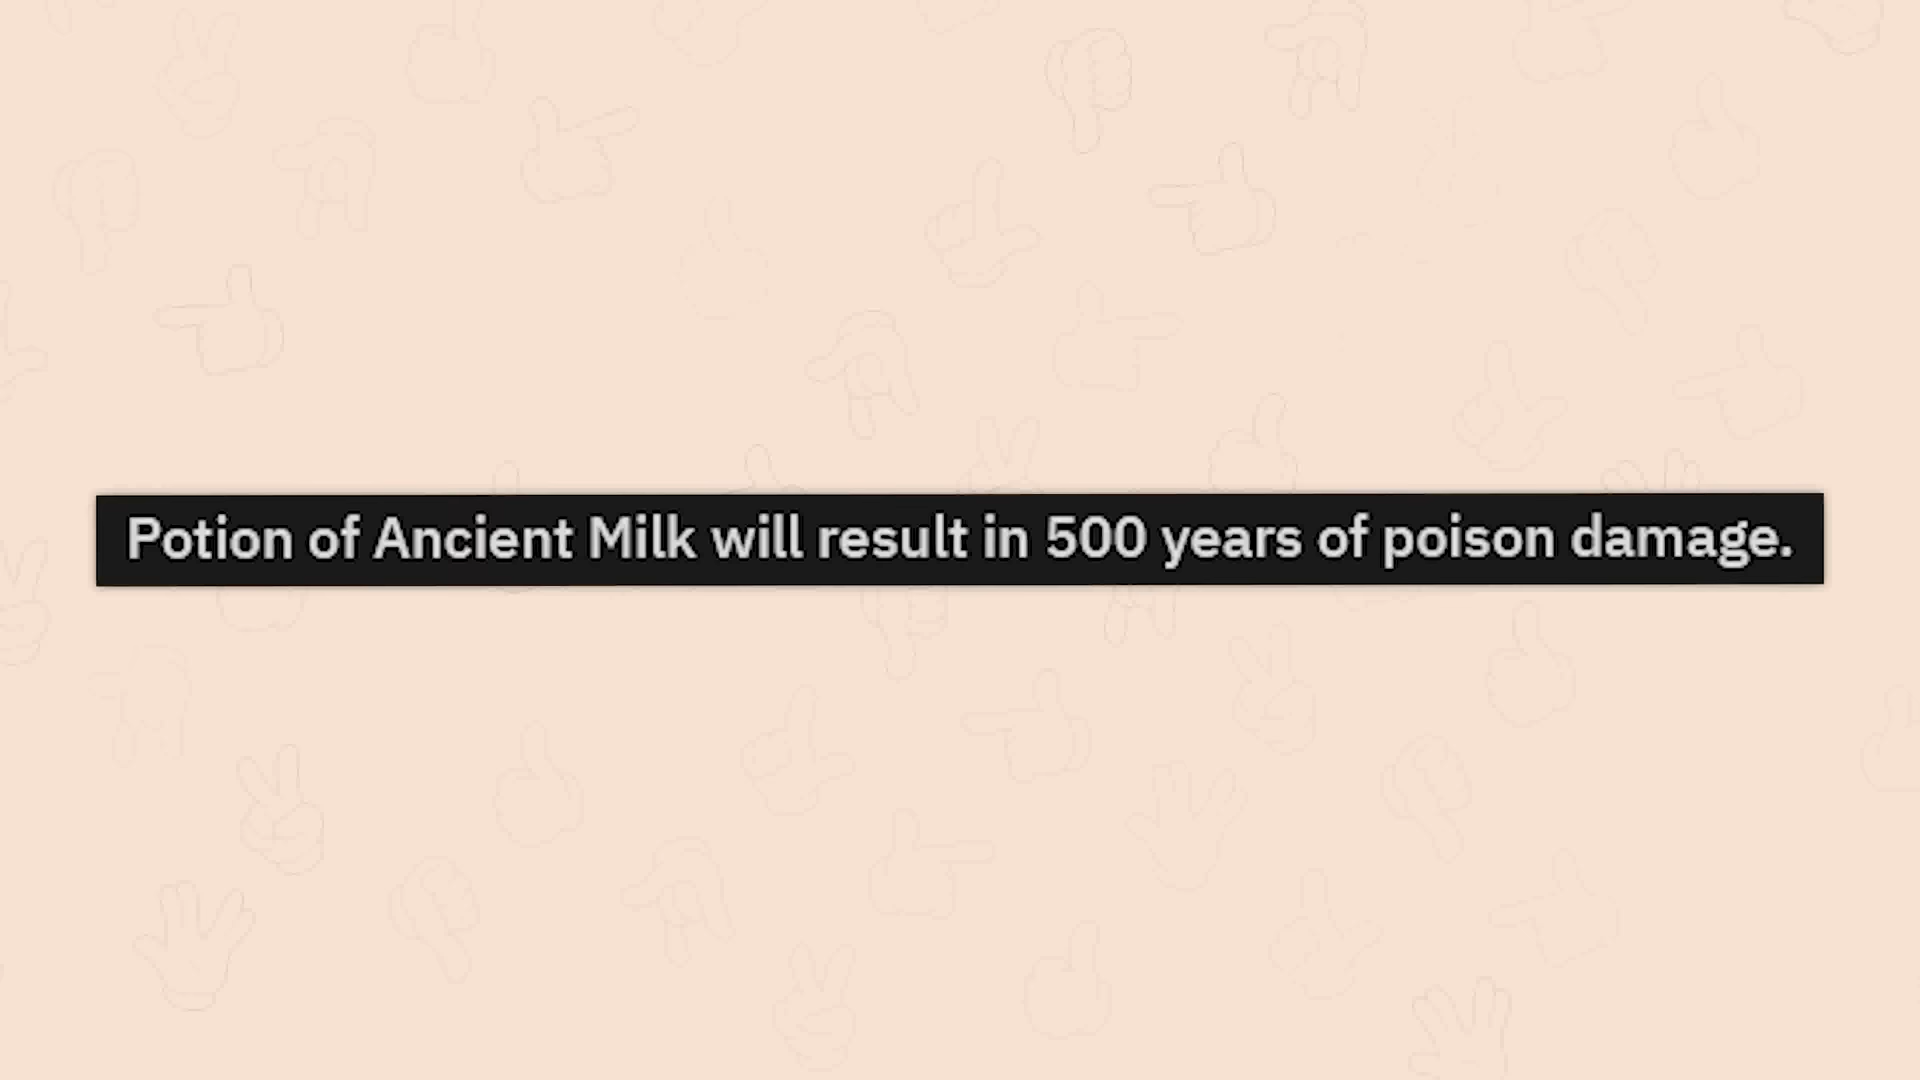 Potion of Ancient Milk will result in 500 years of poison damage.